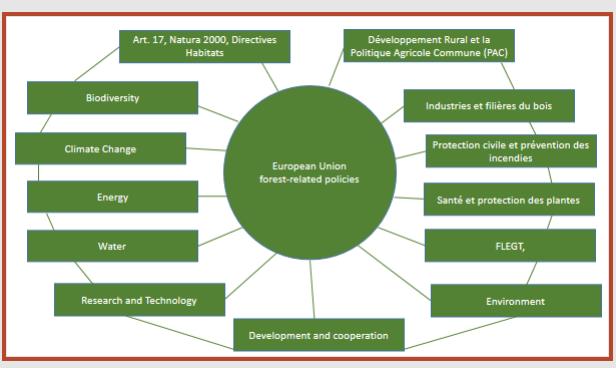 Art. 17, Natura 2000, Directives
Habitats
Développement Rural et la
Politique Agricole Commune (PAC)
Biodiversity
Industries et filières du bois
Climate Change
Protection civile et prévention des
incendies
European Union
forest-related policies
Energy
Santé et protection des plantes
Water
FLEGT,
Research and Technology
Environment
Development and cooperation